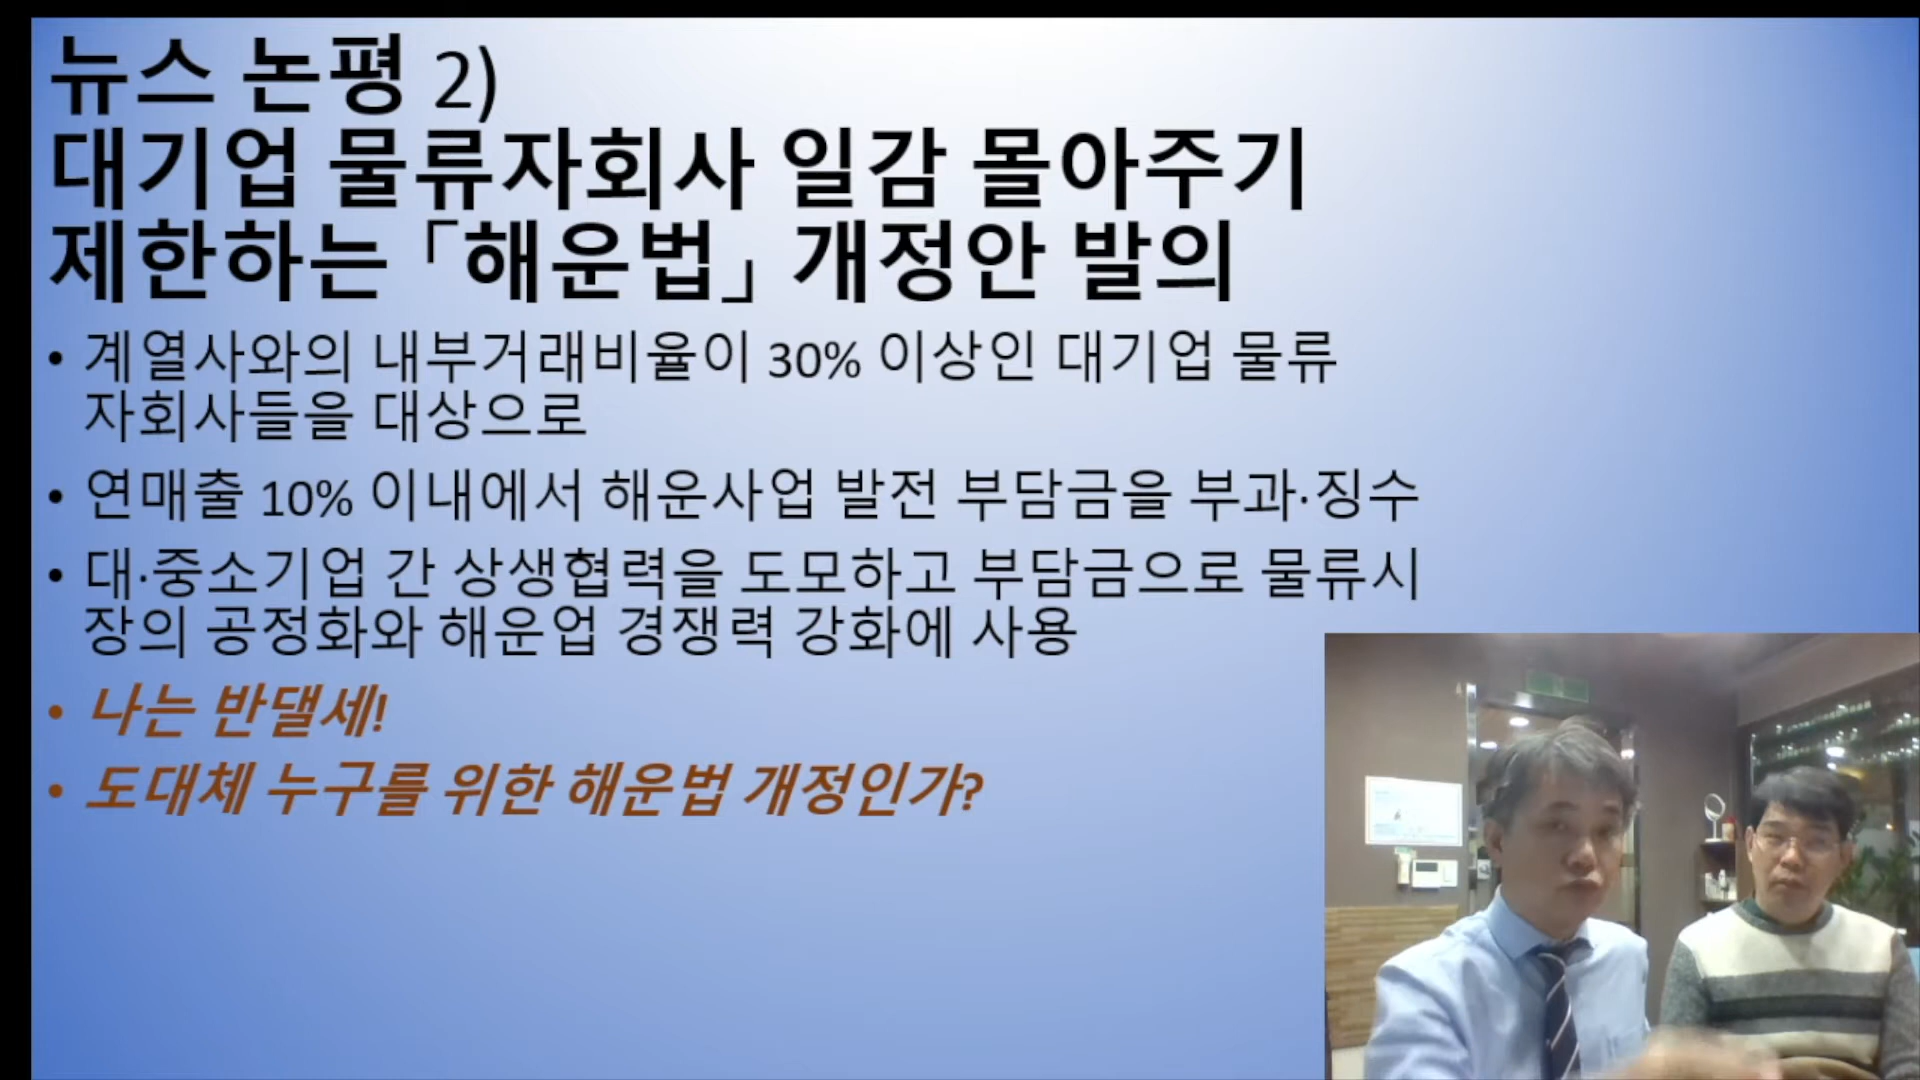 뉴스 논평 2)
대기업 물류자회사 일감 몰아주기
제한하는 「해운법」 개정안 발의
• 계열사와의 내부거래비율이 30% 이상인 대기업 물류
자회사들을 대상으로
• 연매출 10% 이내에서 해운사업 발전 부담금을 부과·징수
• 대·중소기업 간 상생협력을 도모하고 부담금으로 물류시
장의 공정화와 해운업 경쟁력 강화에 사용
• 나는 반댈세!
• 도대체 누구를 위한 해운법 개정인가?